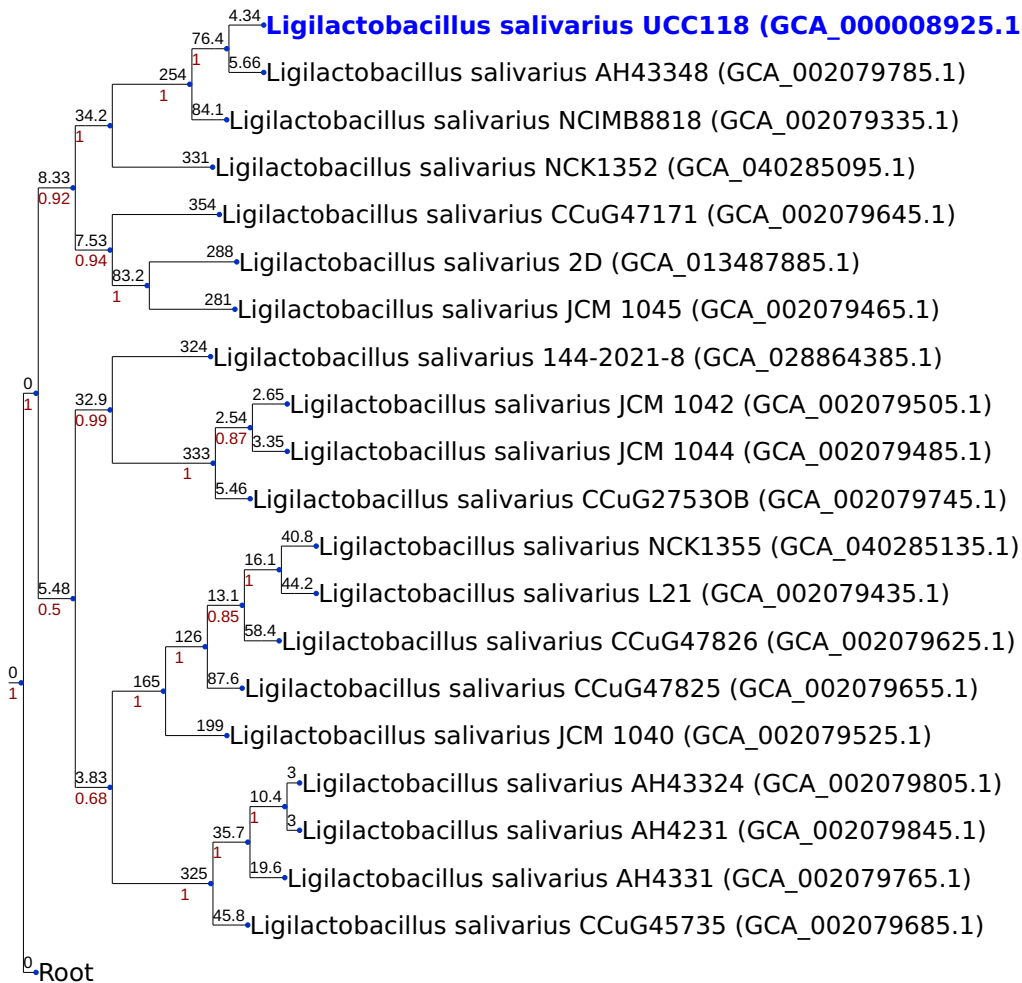 4.34
Ligilactobacillus salivarius UCC118 (GCA_000008925.1
76.4
1
5.66
Ligilactobacillus salivarius AH43348 (GCA_002079785.1)
254
1
84.1
Ligilactobacillus salivarius NCIMB8818 (GCA_002079335.1)
34.2
1
331
Ligilactobacillus salivarius NCK1352 (GCA_040285095.1)
8.33
0.92
354
Ligilactobacillus salivarius CCuG47171 (GCA_002079645.1)
7.53
0.94
288
Ligilactobacillus salivarius 2D (GCA_013487885.1)
83.2
1
281
Ligilactobacillus salivarius JCM 1045 (GCA_002079465.1)
324
Ligilactobacillus salivarius 144-2021-8 (GCA_028864385.1)
0
1
32.9
0.99
2.65
Ligilactobacillus salivarius JCM 1042 (GCA_002079505.1)
2.54
0.87
3.35
Ligilactobacillus salivarius JCM 1044 (GCA_002079485.1)
333
1
5.46
Ligilactobacillus salivarius CCuG2753OB (GCA_002079745.1)
40.8
Ligilactobacillus salivarius NCK1355 (GCA_040285135.1)
16.1
1
44.2
Ligilactobacillus salivarius L21 (GCA_002079435.1)
5.48
0.5
13.1
0.85
58.4
Ligilactobacillus salivarius CCuG47826 (GCA_002079625.1)
126
1
87.6
Ligilactobacillus salivarius CCuG47825 (GCA_002079655.1)
0
1
165
1
199
Ligilactobacillus salivarius JCM 1040 (GCA_002079525.1)
3.83
0.68
3
Ligilactobacillus salivarius AH43324 (GCA_002079805.1)
10.4
1
3
Ligilactobacillus salivarius AH4231 (GCA_002079845.1)
35.7
1
19.6
Ligilactobacillus salivarius AH4331 (GCA_002079765.1)
325
1
45.8
Ligilactobacillus salivarius CCuG45735 (GCA_002079685.1)
0
Root